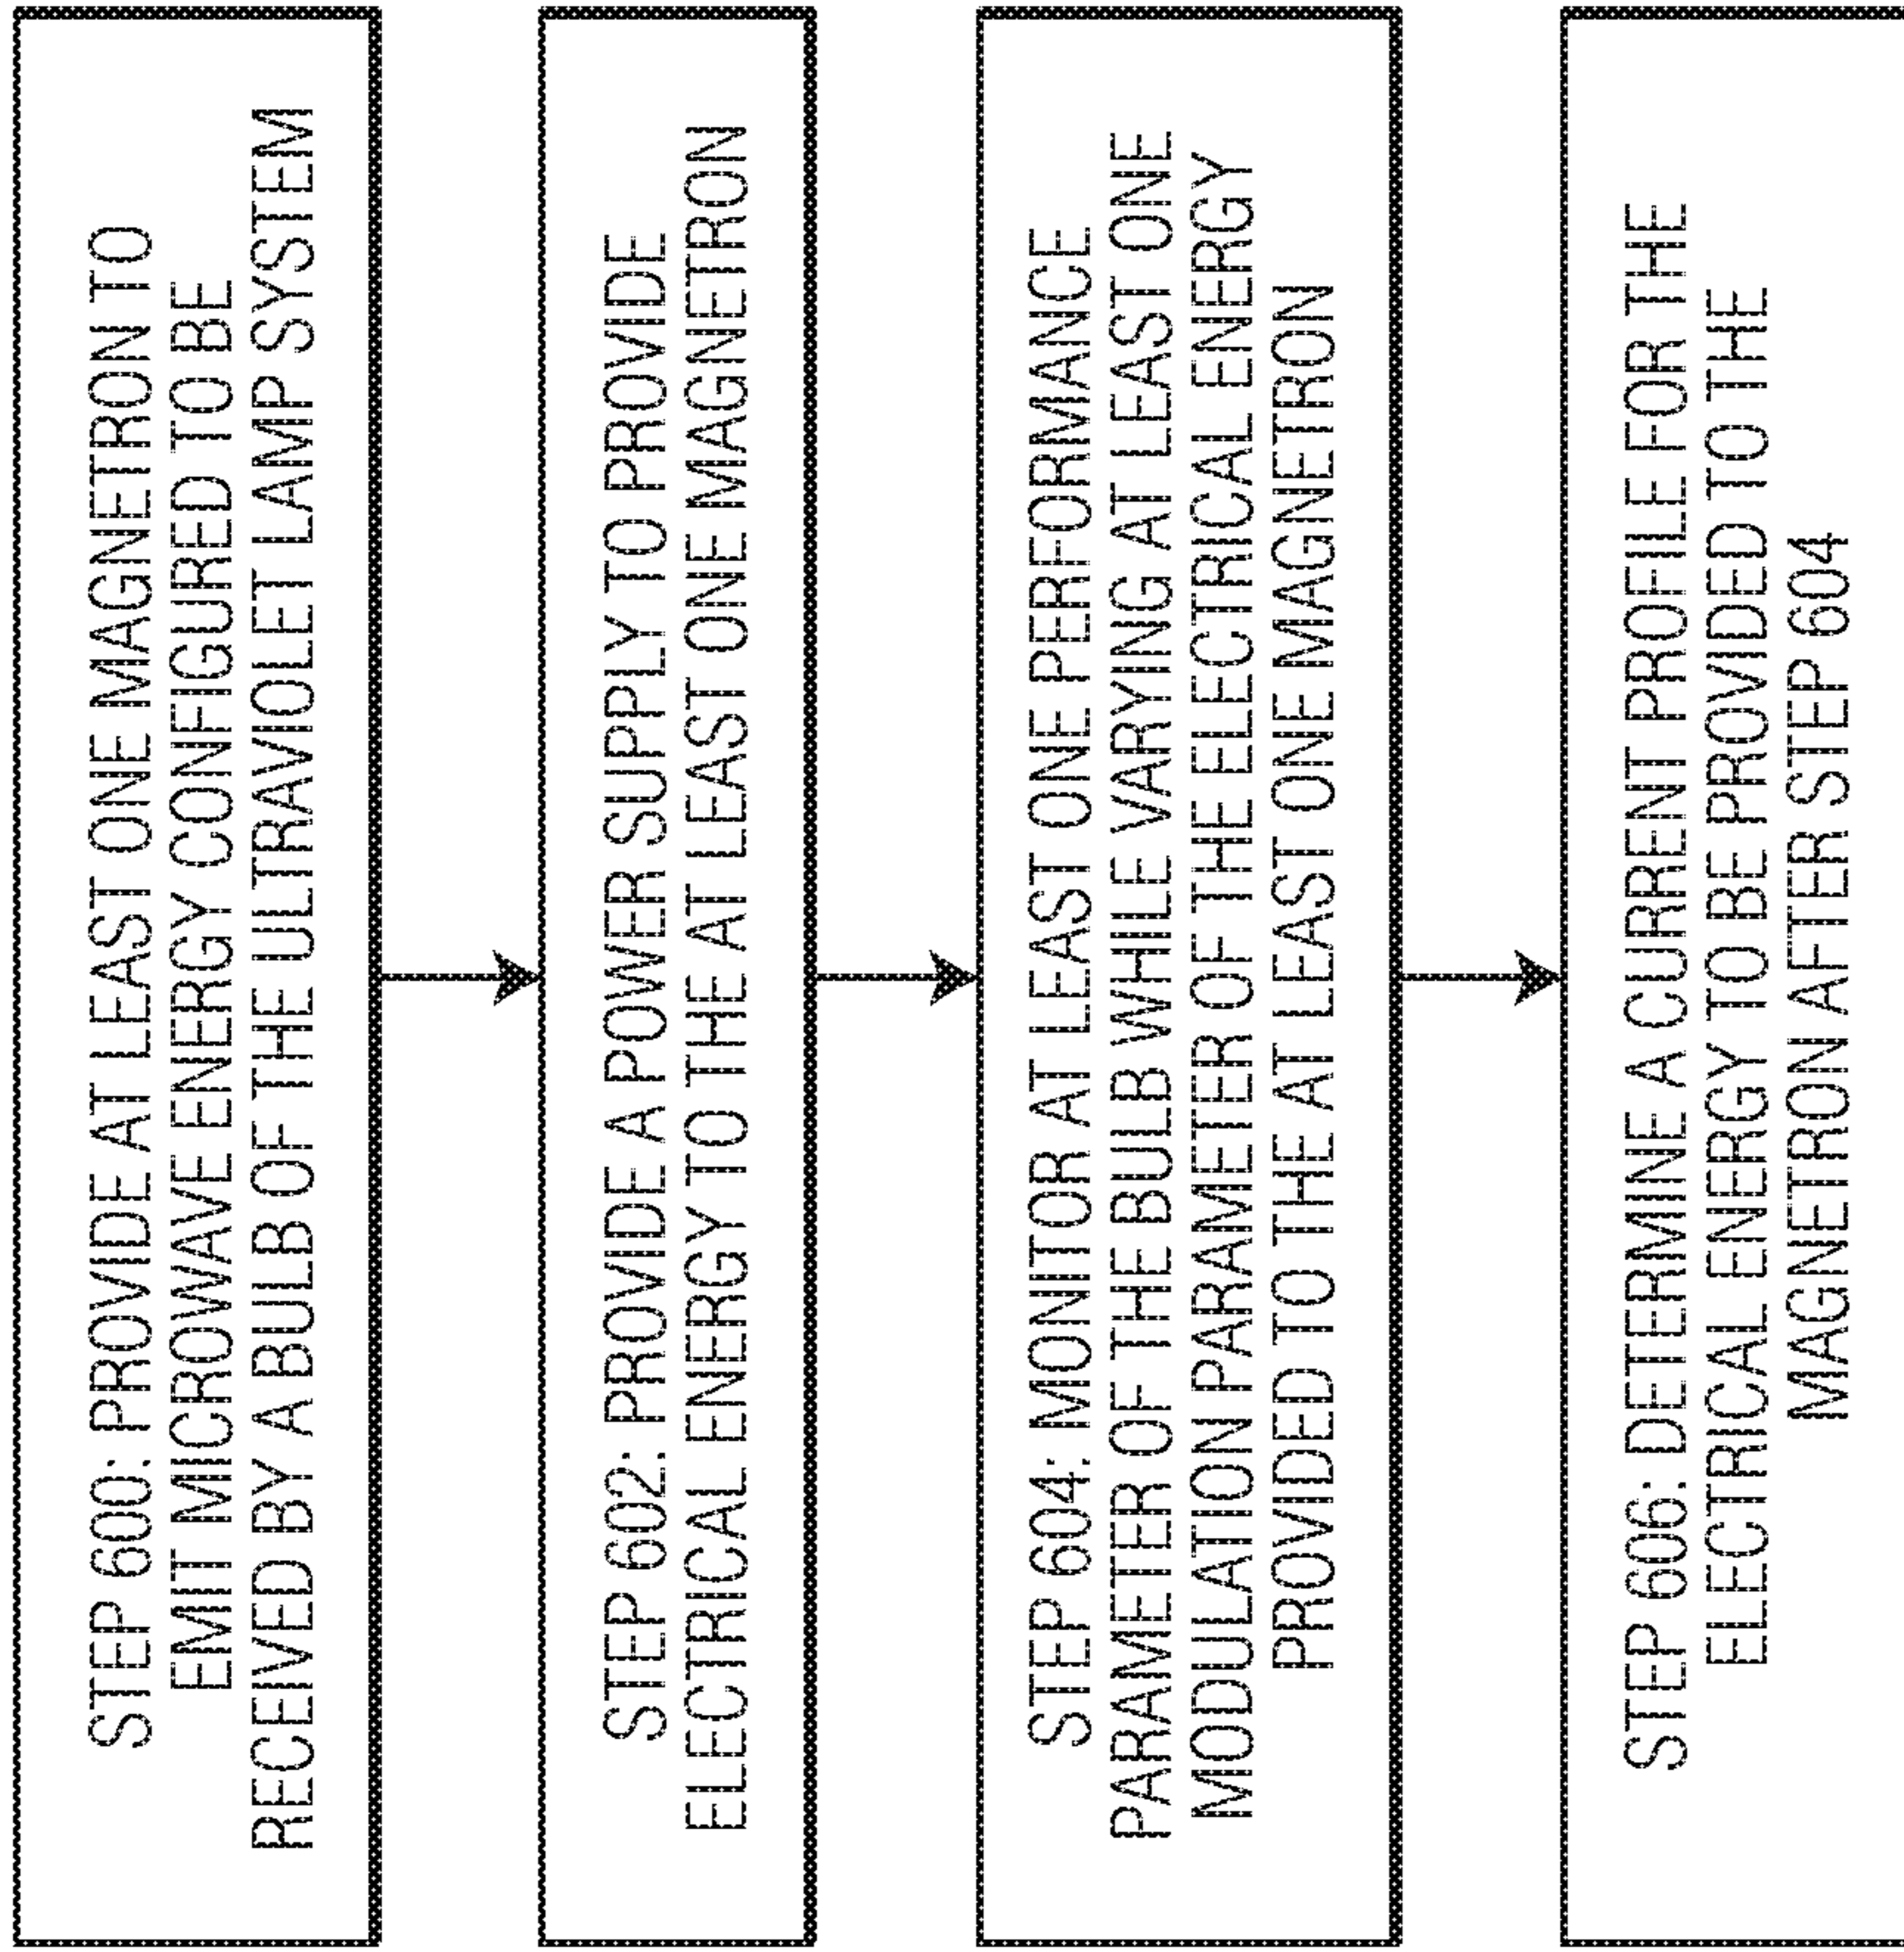 STEP 600: PROVIDE AT LEAST ONE MAGNETRON TO
EMIT MICROWAVE ENERGY CONFIGURED TO BE
RECEIVED BY A BULB OF THE ULTRAVIOLET LAMP SYSTEM
STEP 602: PROVIDE A POWER SUPPLY TO PROVIDE
ELECTRICAL ENERGY TO THE AT LEAST ONE MAGNETRON
STEP 604: MONITOR AT LEAST ONE PERFORMANCE
PARAMETER OF THE BULB WHILE VARYING AT LEAST ONE
MODULATION PARAMETER OF THE ELECTRICAL ENERGY
PROVIDED TO THE AT LEAST ONE MAGNETRON
STEP 606: DETERMINE A CURRENT PROFILE FOR THE
ELECTRICAL ENERGY TO BE PROVIDED TO THE
MAGNETRON AFTER STEP 604